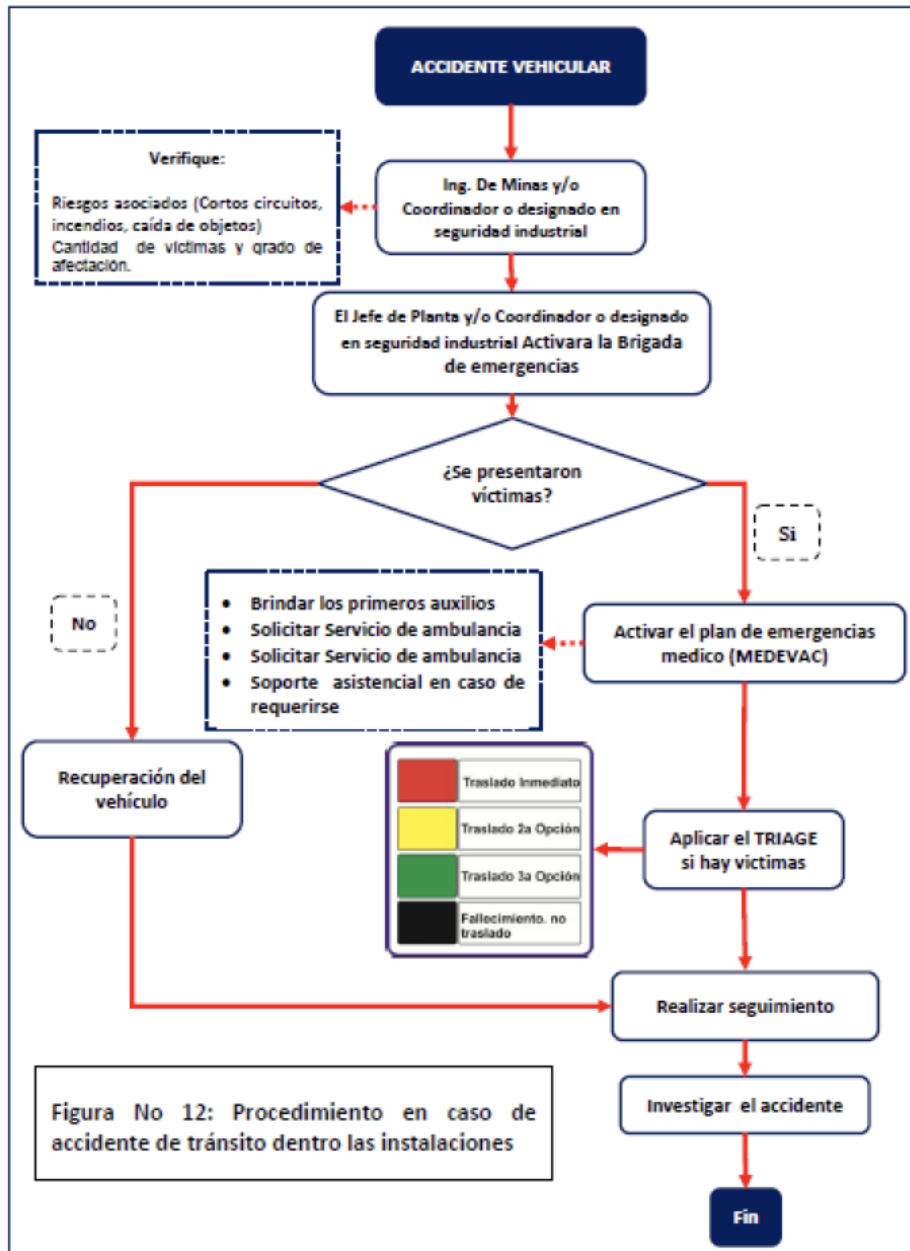 ACCIDENTE VEHICULAR
Verifique:
Riesgos asociados (Cortos circuitos,
incendios, caída de objetos)
Cantidad de víctimas y grado de
afectación.
Ing. De Minas y/o
Coordinador o designado en
seguridad industrial
El Jefe de Planta y/o Coordinador o designado
en seguridad industrial Activara la Brigada
de emergencias
¿Se presentaron
víctimas?
Si
No
• Brindar los primeros auxilios
• Solicitar Servicio de ambulancia
• Solicitar Servicio de ambulancia
• Soporte asistencial en caso de
requerirse
Activar el plan de emergencias
medico (MEDEVAC)
Recuperación del
vehículo
Traslado Inmediato
Traslado 2a Opción
Traslado 3a Opción
Fallecimiento. no
traslado
Aplicar el TRIAGE
si hay victimas
Realizar seguimiento
Investigar el accidente
Figura No 12: Procedimiento en caso de
accidente de tránsito dentro las instalaciones
Fin